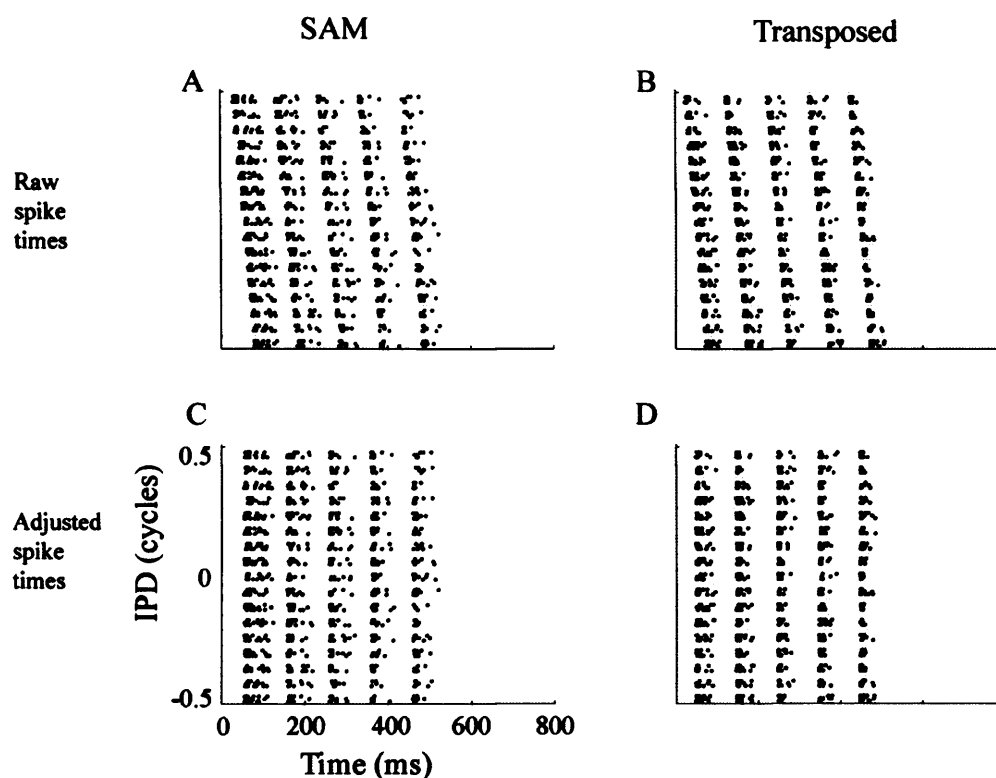 SAM
Transposed
A
B
Raw
spike
times
C
D
0.5
0
-0.5
IPD (cycles)
Adjusted
spike
times
0
200
400
600
800
Time (ms)